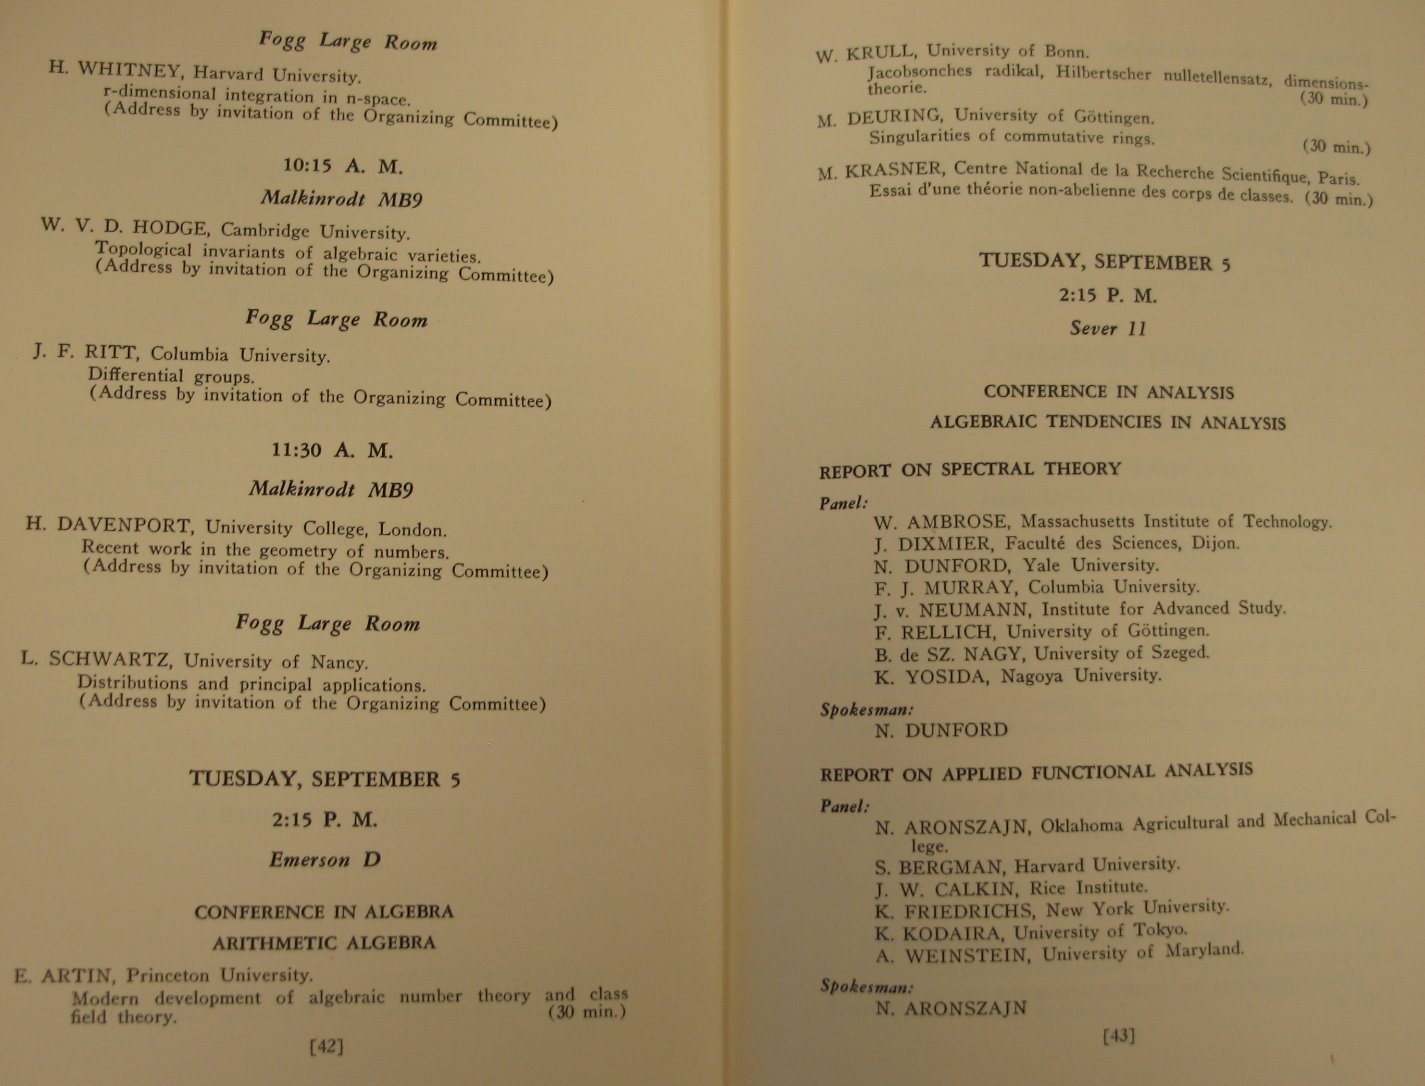 Fogg Large Room
H. WHITNEY, Harvard University.
r-dimensional integration in n-space.
(Address by invitation of the Organizing Committee)
10:15 A. M.
Malkinrodt MB9
W. V. D. HODGE, Cambridge University.
Topological invariants of algebraic varieties.
(Address by invitation of the Organizing Committee)
Fogg Large Room
J. F. RITT, Columbia University.
Differential groups.
(Address by invitation of the Organizing Committee)
11:30 A. M.
Malkinrodt MB9
H. DAVENPORT, University College, London.
Recent work in the geometry of numbers.
(Address by invitation of the Organizing Committee)
Fogg Large Room
L. SCHWARTZ, University of Nancy.
Distributions and principal applications.
(Address by invitation of the Organizing Committee)
TUESDAY, SEPTEMBER 5
2:15 P. M.
Emerson D
CONFERENCE IN ALGEBRA
ARITHMETIC ALGEBRA
E. ARTIN, Princeton University.
Modern development of algebraic number theory and class
field theory. (30 min.)
[42]
W. KRULL, University of Bonn.
Jacobsonches radikal, Hilbertscher nulletellensatz, dimensions-
theorie. (30 min.)
M. DEURING, University of Göttingen.
Singularities of commutative rings. (30 min.)
M. KRASNER, Centre National de la Recherche Scientifique, Paris.
Essai d'une théorie non-abelienne des corps de classes. (30 min.)
TUESDAY, SEPTEMBER 5
2:15 P. M.
Sever 11
CONFERENCE IN ANALYSIS
ALGEBRAIC TENDENCIES IN ANALYSIS
REPORT ON SPECTRAL THEORY
Panel:
W. AMBROSE, Massachusetts Institute of Technology.
J. DIXMIER, Faculté des Sciences, Dijon.
N. DUNFORD, Yale University.
F. J. MURRAY, Columbia University.
J. v. NEUMANN, Institute for Advanced Study.
F. RELLICH, University of Göttingen.
B. de SZ. NAGY, University of Szeged.
K. YOSIDA, Nagoya University.
Spokesman:
N. DUNFORD
REPORT ON APPLIED FUNCTIONAL ANALYSIS
Panel:
N. ARONSZAJN, Oklahoma Agricultural and Mechanical Col-
lege.
S. BERGMAN, Harvard University.
J. W. CALKIN, Rice Institute.
K. FRIEDRICHS, New York University.
K. KODAIRA, University of Tokyo.
A. WEINSTEIN, University of Maryland.
Spokesman:
N. ARONSZAJN
[43]